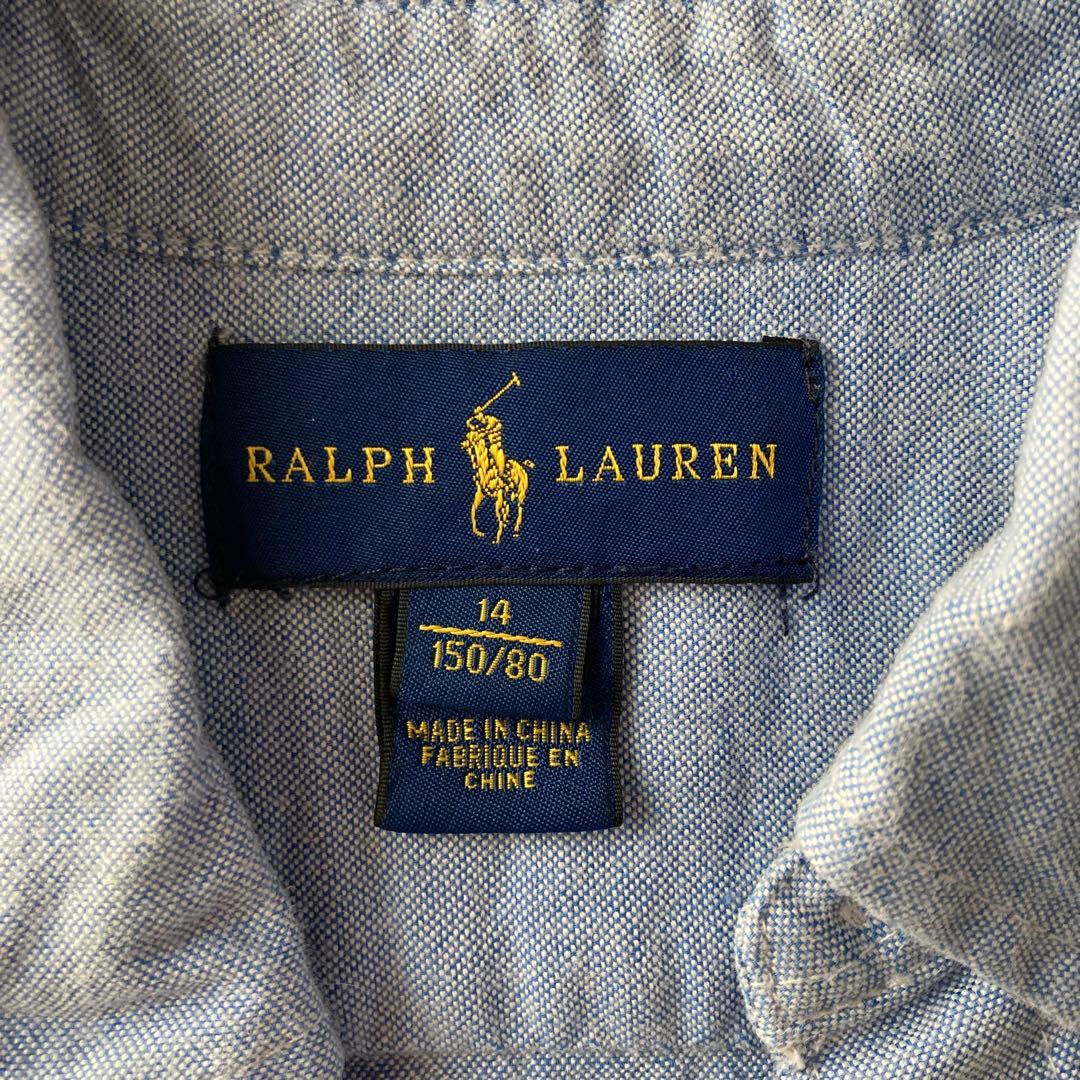 RALPH LAUREN
14
150/80
MADE IN CHINA
FABRIQUE EN
CHINE